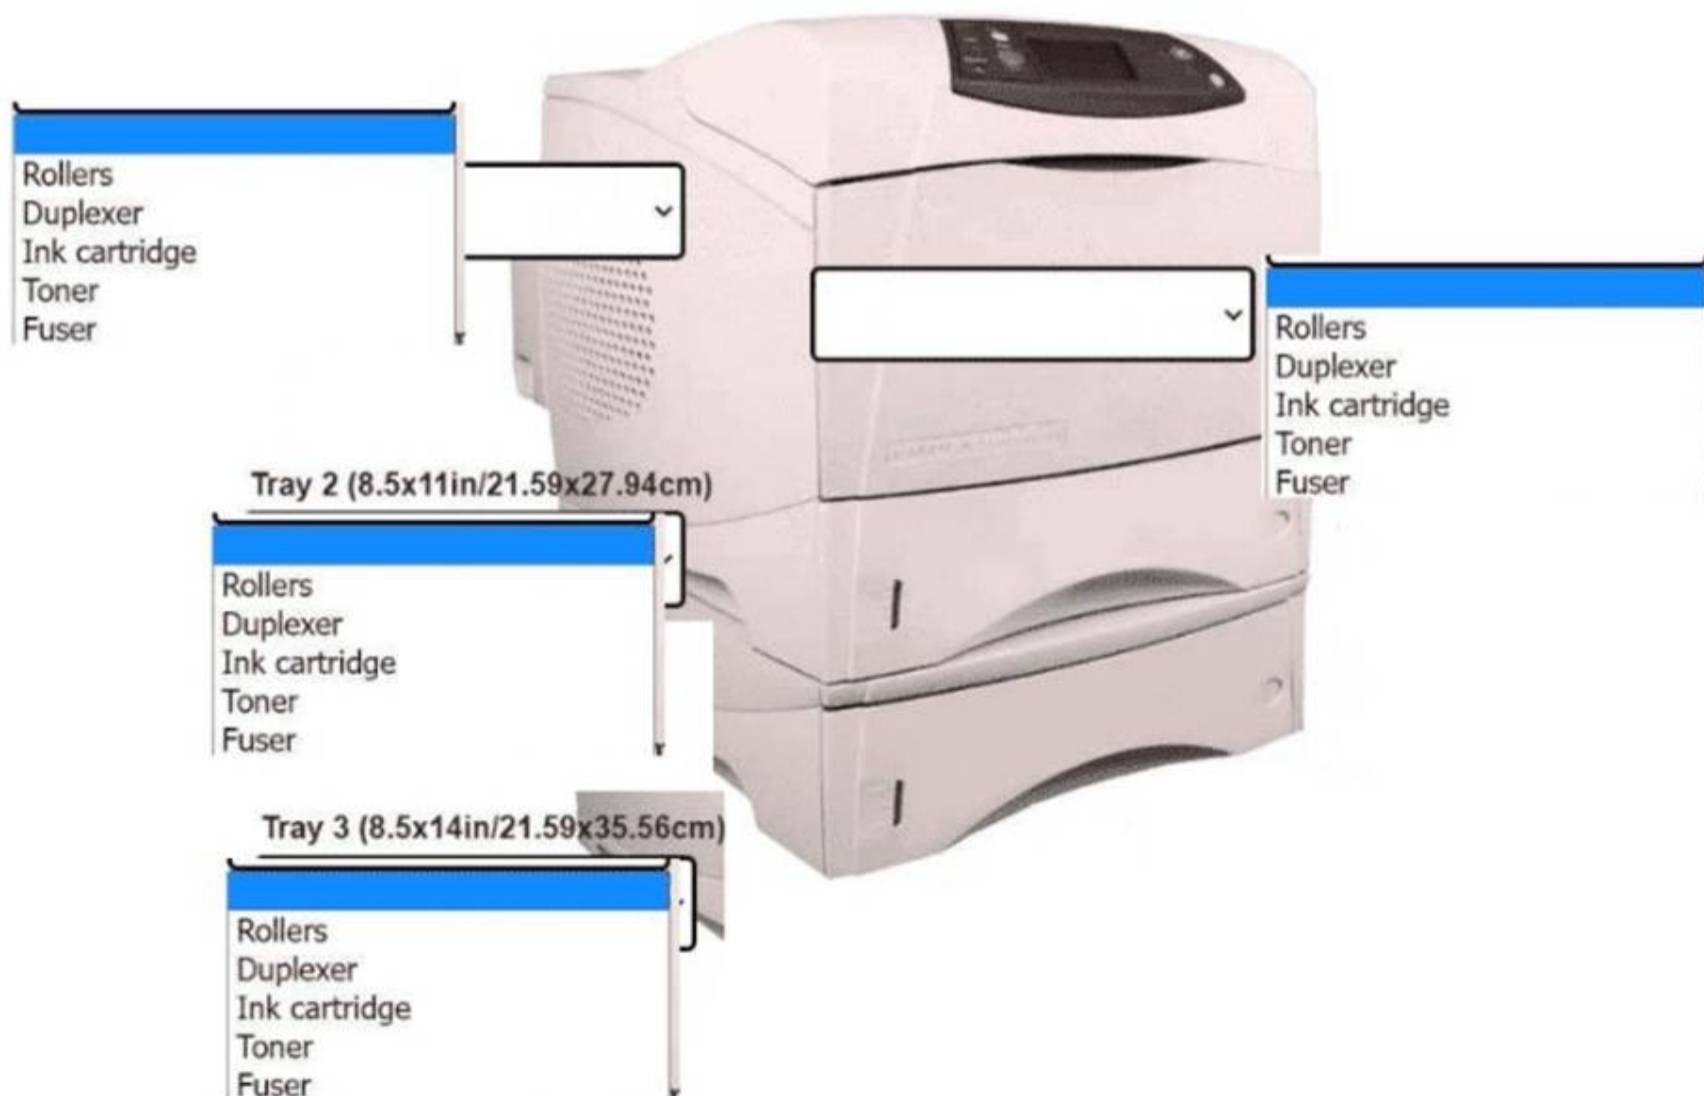 Rollers
Duplexer
Ink cartridge
Toner
Fuser
Rollers
Duplexer
Ink cartridge
Toner
Fuser
Tray 2 (8.5x11in/21.59x27.94cm)
Rollers
Duplexer
Ink cartridge
Toner
Fuser
Tray 3 (8.5x14in/21.59x35.56cm)
Rollers
Duplexer
Ink cartridge
Toner
Fuser